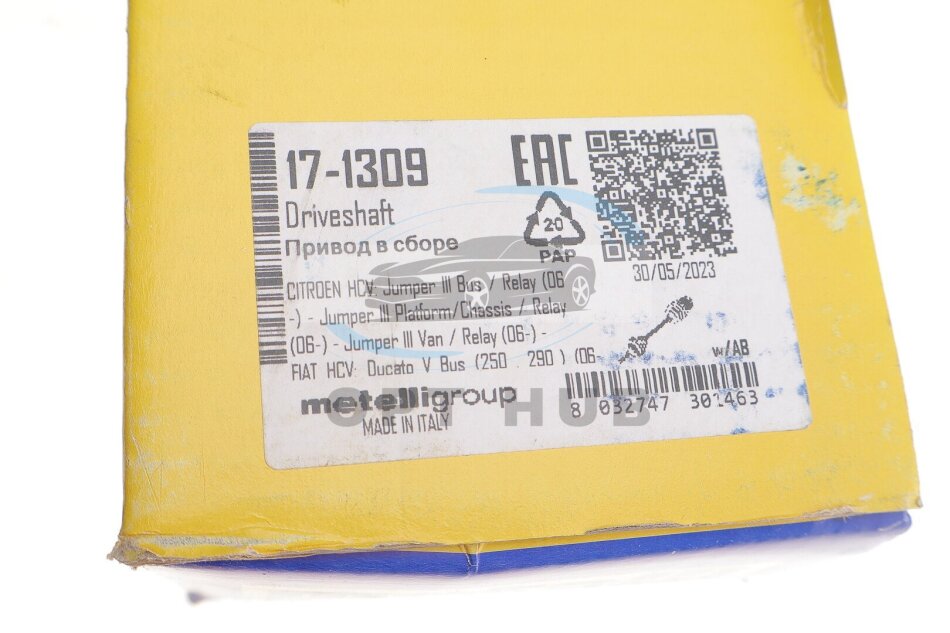 17-1309
EAC
Driveshaft
Привод в сборе
20
PAP
30/05/2023
CITROEN HCV: Jumper III Bus / Relay (06
-) - Jumper III Platform/Chassis / Relay
(06-) - Jumper III Van / Relay (06-) -
FIAT HCV: Ducato V Bus (250 , 290 ) (06-
w/AB
metelligroup
MADE IN ITALY
8 032747 301463
HUB